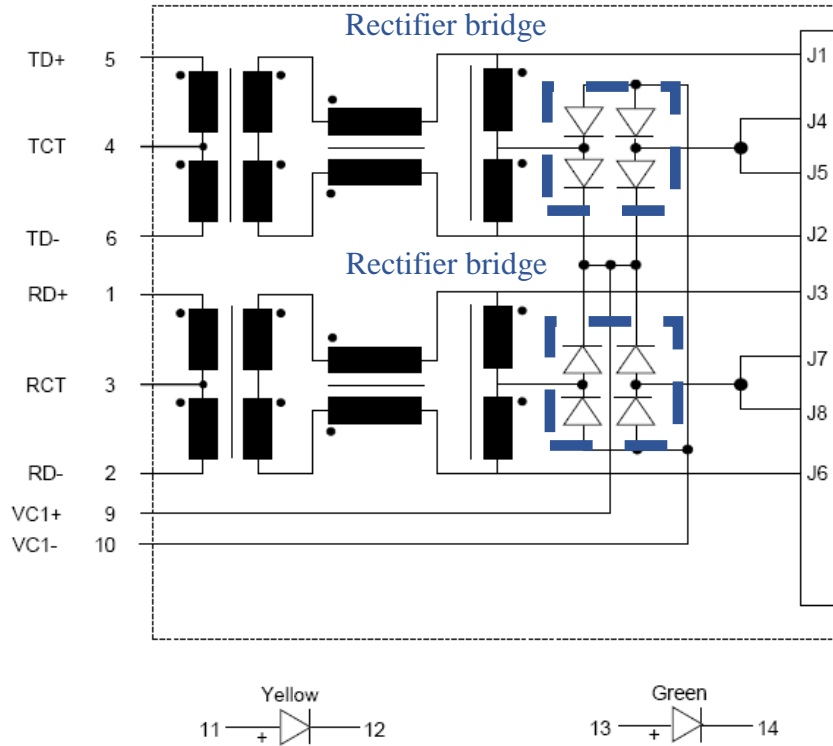 Rectifier bridge
TD+ 5
J1
J4
TCT 4
J5
TD- 6
J2
Rectifier bridge
RD+ 1
J3
J7
RCT 3
J8
RD- 2
J6
VC1+ 9
VC1- 10
Yellow
Green
11 + 12
13 + 14